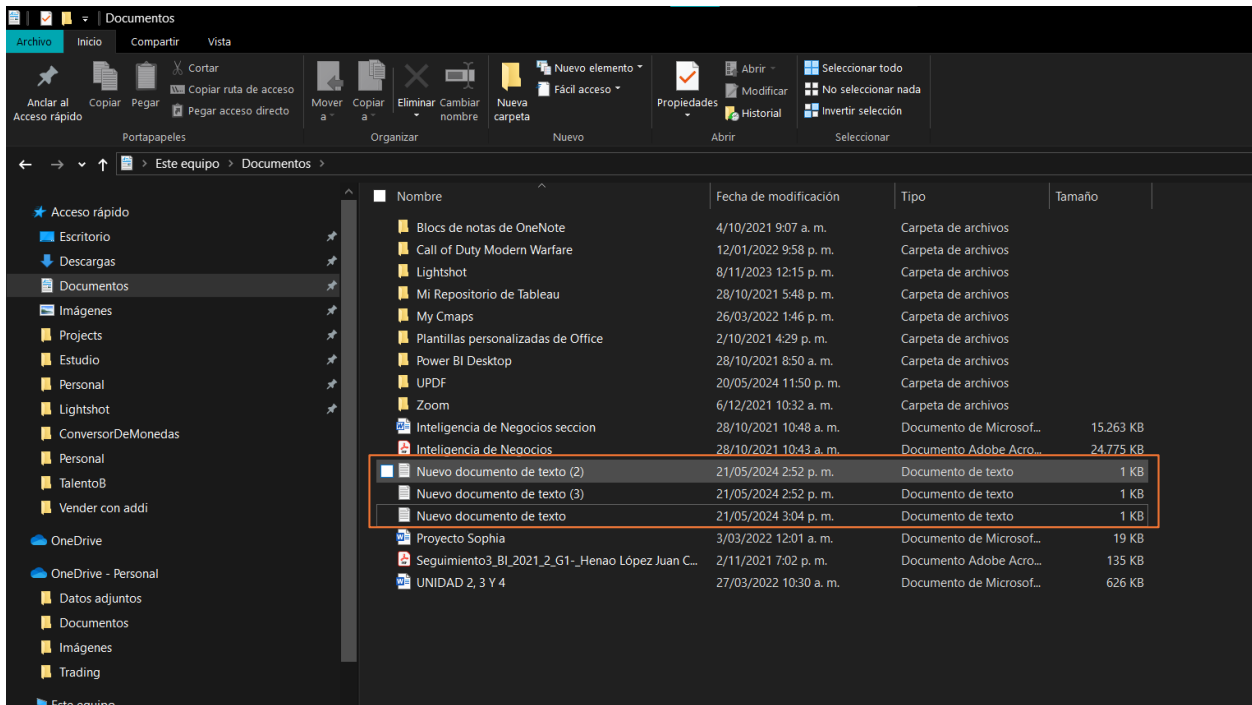 Documentos
Archivo Inicio Compartir Vista
Anclar al Acceso rápido
Copiar
Pegar
Cortar
Copiar ruta de acceso
Pegar acceso directo
Portapapeles
Mover a
Copiar a
Eliminar
Cambiar nombre
Organizar
Nueva carpeta
Nuevo elemento
Fácil acceso
Nuevo
Propiedades
Abrir
Modificar
Historial
Abrir
Seleccionar todo
No seleccionar nada
Invertir selección
Seleccionar
Este equipo > Documentos >
Acceso rápido
Escritorio
Descargas
Documentos
Imágenes
Projects
Estudio
Personal
Lightshot
ConversorDeMonedas
Personal
TalentoB
Vender con addi
OneDrive
OneDrive - Personal
Datos adjuntos
Documentos
Imágenes
Trading
Este equipo
Nombre Fecha de modificación Tipo Tamaño
Blocs de notas de OneNote 4/10/2021 9:07 a. m. Carpeta de archivos
Call of Duty Modern Warfare 12/01/2022 9:58 p. m. Carpeta de archivos
Lightshot 8/11/2023 12:15 p. m. Carpeta de archivos
Mi Repositorio de Tableau 28/10/2021 5:48 p. m. Carpeta de archivos
My Cmaps 26/03/2022 1:46 p. m. Carpeta de archivos
Plantillas personalizadas de Office 2/10/2021 4:29 p. m. Carpeta de archivos
Power BI Desktop 28/10/2021 8:50 a. m. Carpeta de archivos
UPDF 20/05/2024 11:50 p. m. Carpeta de archivos
Zoom 6/12/2021 10:32 a. m. Carpeta de archivos
Inteligencia de Negocios seccion 28/10/2021 10:48 a. m. Documento de Microsof... 15.263 KB
Inteligencia de Negocios 28/10/2021 10:43 a. m. Documento Adobe Acro... 24.775 KB
Nuevo documento de texto (2) 21/05/2024 2:52 p. m. Documento de texto 1 KB
Nuevo documento de texto (3) 21/05/2024 2:52 p. m. Documento de texto 1 KB
Nuevo documento de texto 21/05/2024 3:04 p. m. Documento de texto 1 KB
Proyecto Sophia 3/03/2022 12:01 a. m. Documento de Microsof... 19 KB
Seguimiento3_BI_2021_2_G1-_Henao López Juan C... 2/11/2021 7:02 p. m. Documento Adobe Acro... 135 KB
UNIDAD 2, 3 Y 4 27/03/2022 10:30 a. m. Documento de Microsof... 626 KB